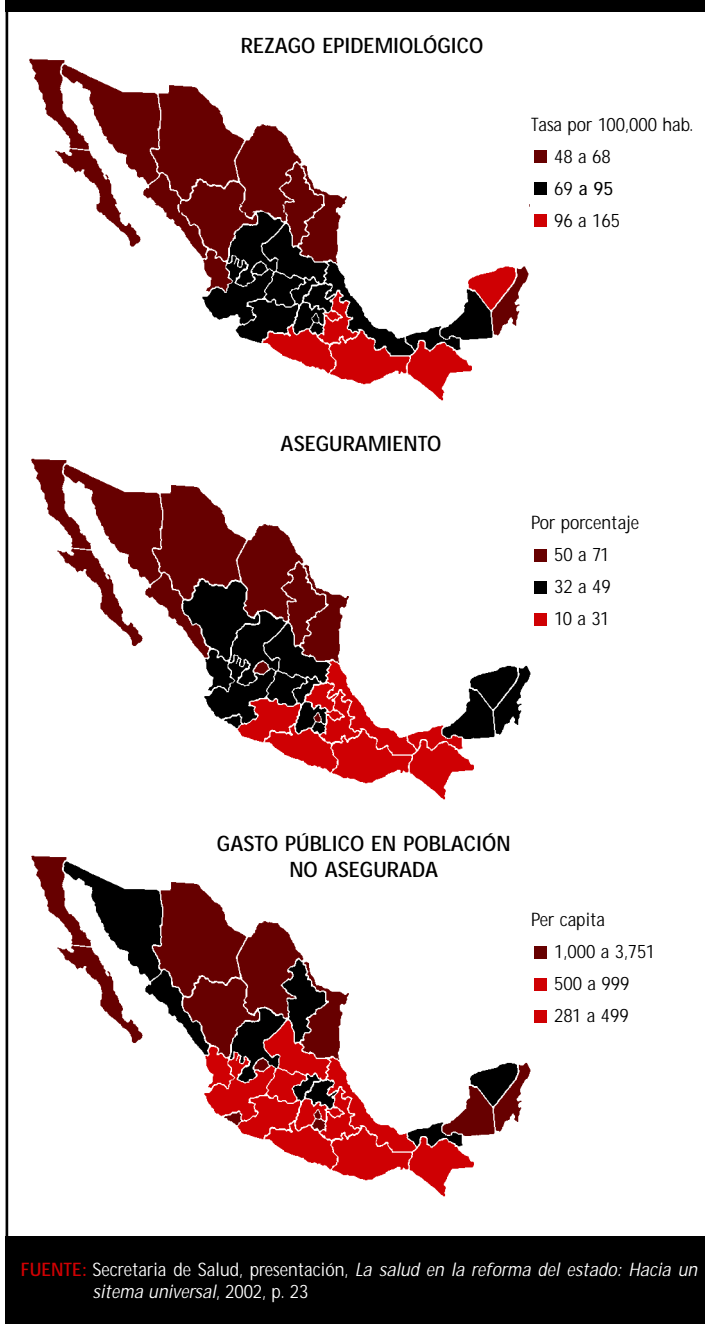 REZAGO EPIDEMIOLÓGICO
Tasa por 100,000 hab.
48 a 68
69 a 95
96 a 165
ASEGURAMIENTO
Por porcentaje
50 a 71
32 a 49
10 a 31
GASTO PÚBLICO EN POBLACIÓN
NO ASEGURADA
Per capita
1,000 a 3,751
500 a 999
281 a 499
FUENTE: Secretaria de Salud, presentación, La salud en la reforma del estado: Hacia un
sitema universal, 2002, p. 23